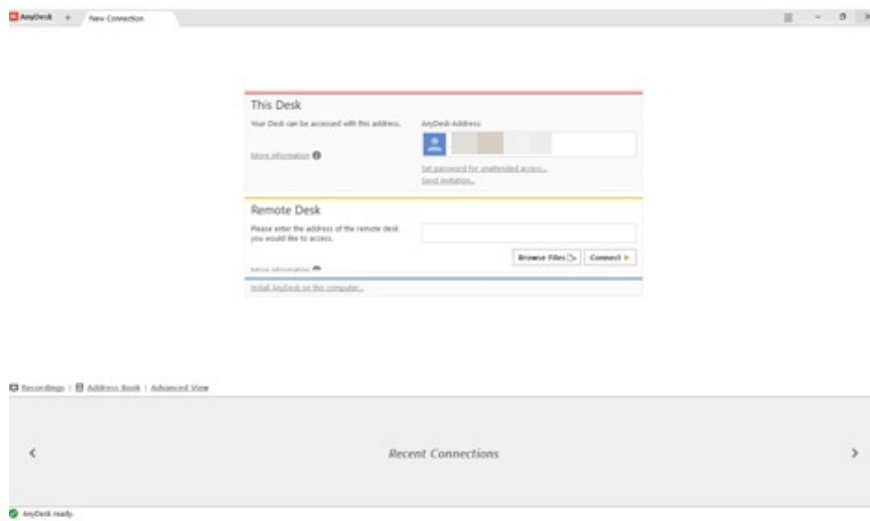 AnyDesk + New Connection
This Desk
Your Desk can be accessed with this address.
AnyDesk-Address:
More information
Set password for unattended access...
Send invitation...
Remote Desk
Please enter the address of the remote desk
you would like to access.
Browse Files
Connect
More information
Install AnyDesk on this computer...
Recordings | Address Book | Advanced View
Recent Connections
AnyDesk ready.